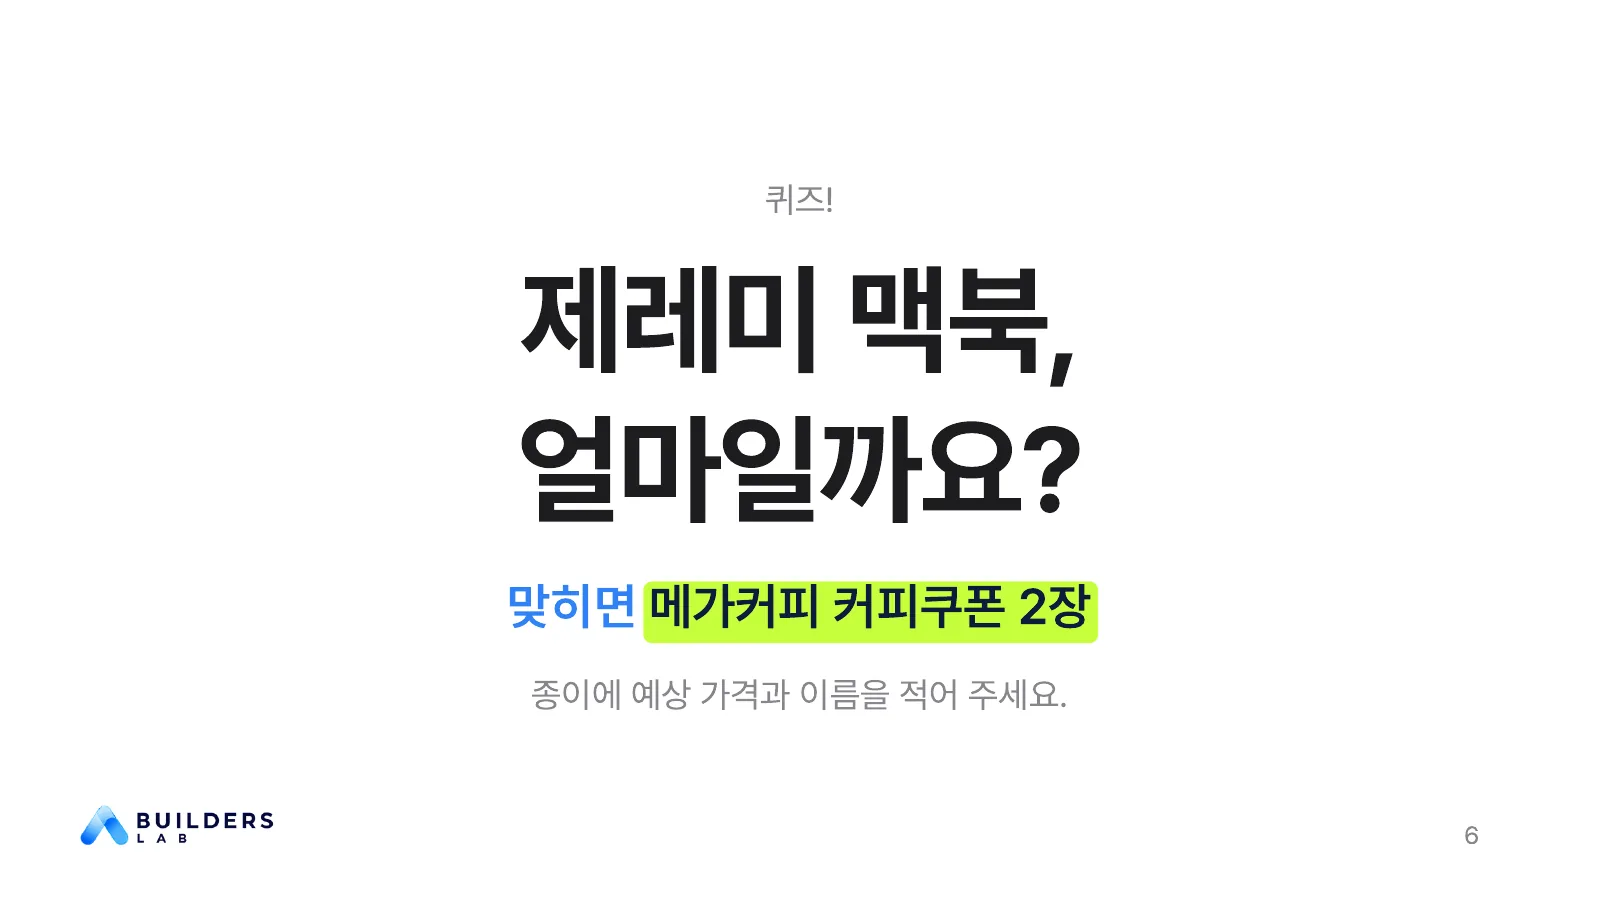 퀴즈!
제레미 맥북,
얼마일까요?
맞히면 메가커피 커피쿠폰 2장
종이에 예상 가격과 이름을 적어 주세요.
BUILDERS
LAB
6